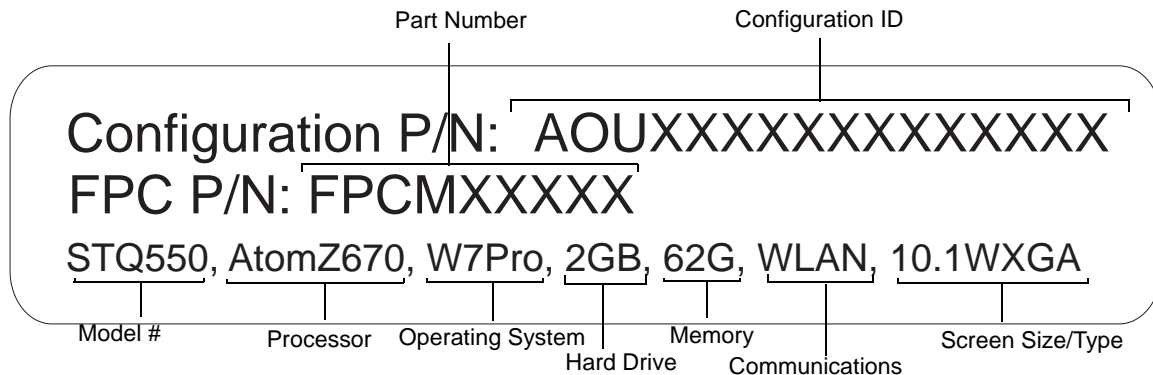 Part Number Configuration ID
Configuration P/N: AOUXXXXXXXXXXXXXX
FPC P/N: FPCMXXXXX
STQ550, AtomZ670, W7Pro, 2GB, 62G, WLAN, 10.1WXGA
Model # Processor Operating System Hard Drive Memory Communications Screen Size/Type